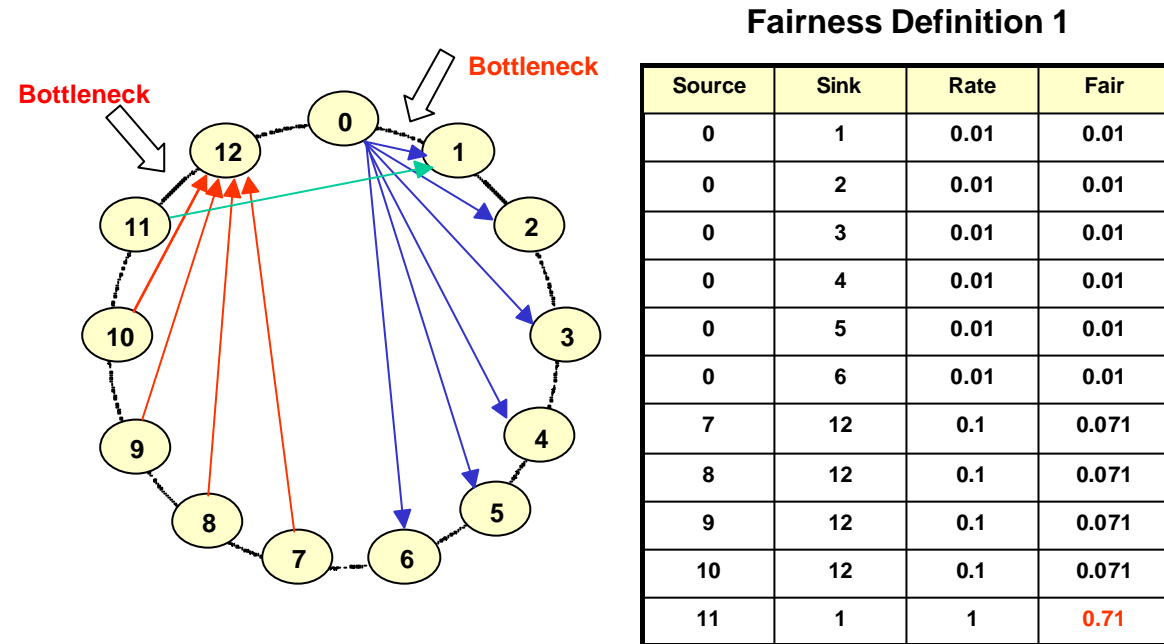 Fairness Definition 1
Bottleneck
Bottleneck
0
1
2
3
4
5
6
7
8
9
10
11
12
Source Sink Rate Fair
0 1 0.01 0.01
0 2 0.01 0.01
0 3 0.01 0.01
0 4 0.01 0.01
0 5 0.01 0.01
0 6 0.01 0.01
7 12 0.1 0.071
8 12 0.1 0.071
9 12 0.1 0.071
10 12 0.1 0.071
11 1 1 0.71